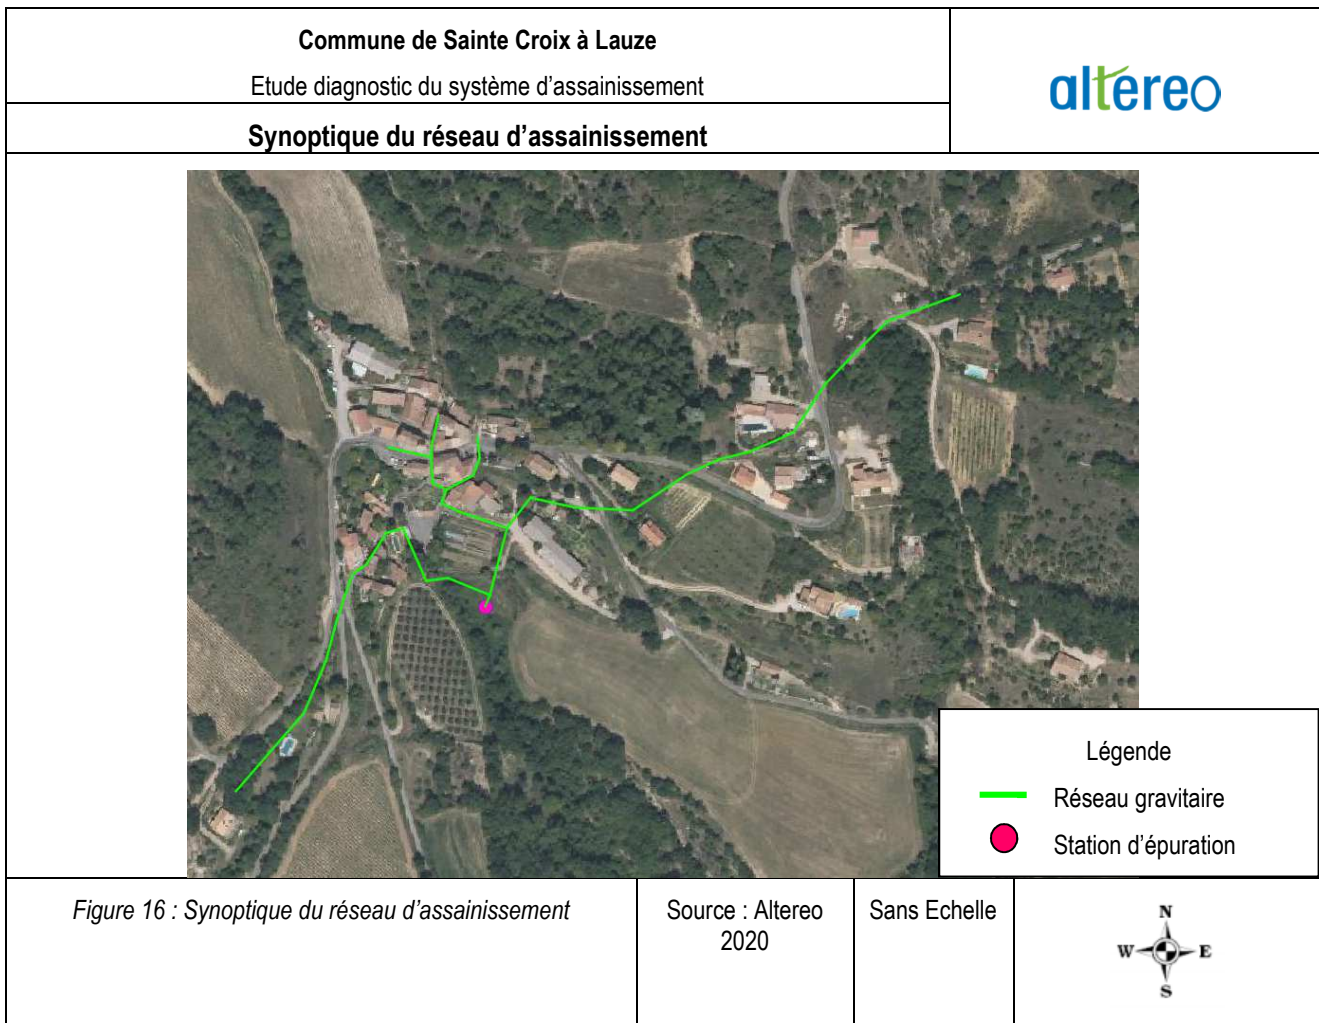 Commune de Sainte Croix à Lauze
Etude diagnostic du système d'assainissement
altereo
Synoptique du réseau d'assainissement
Légende
Réseau gravitaire
Station d'épuration
Figure 16 : Synoptique du réseau d'assainissement
Source : Altereo
2020
Sans Echelle
N
W E
S